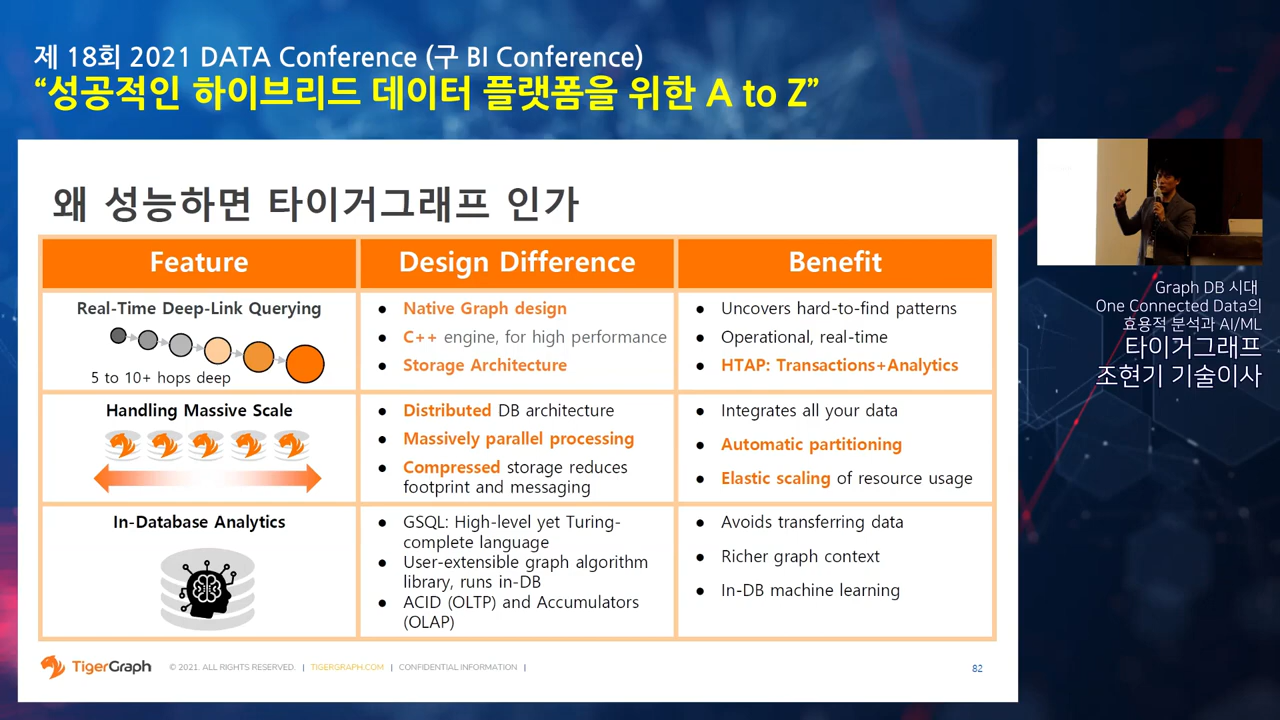 제 18회 2021 DATA Conference (구 BI Conference)
“성공적인 하이브리드 데이터 플랫폼을 위한 A to Z”
왜 성능하면 타이거그래프 인가
Feature
Design Difference
Benefit
Real-Time Deep-Link Querying
5 to 10+ hops deep
● Native Graph design
● C++ engine, for high performance
● Storage Architecture
● Uncovers hard-to-find patterns
● Operational, real-time
● HTAP: Transactions+Analytics
Handling Massive Scale
● Distributed DB architecture
● Massively parallel processing
● Compressed storage reduces
footprint and messaging
● Integrates all your data
● Automatic partitioning
● Elastic scaling of resource usage
In-Database Analytics
● GSQL: High-level yet Turing-
complete language
● User-extensible graph algorithm
library, runs in-DB
● ACID (OLTP) and Accumulators
(OLAP)
● Avoids transferring data
● Richer graph context
● In-DB machine learning
TigerGraph
© 2021. ALL RIGHTS RESERVED. | TIGERGRAPH.COM | CONFIDENTIAL INFORMATION |
82
Graph DB 시대
One Connected Data의
효용적 분석과 AI/ML
타이거그래프
조현기 기술이사